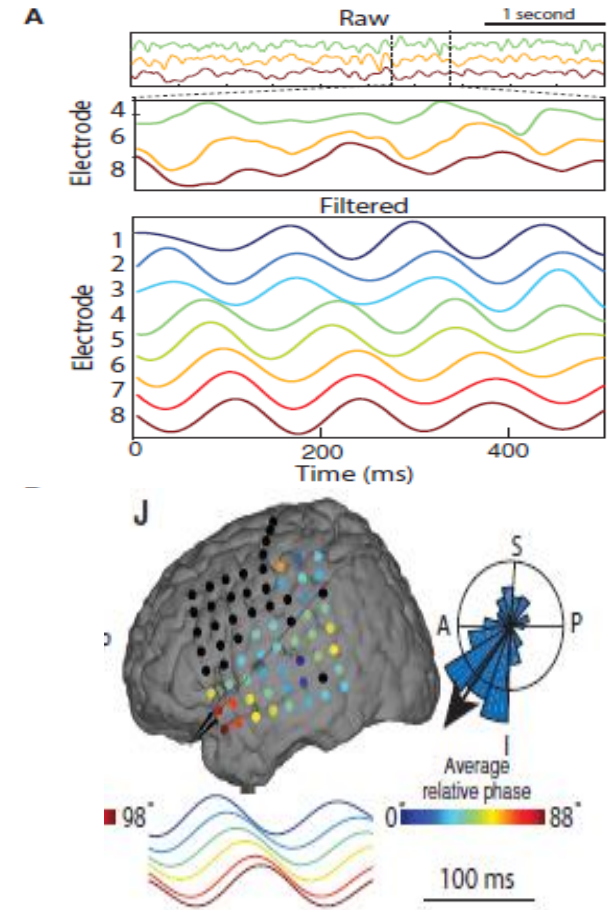 A
Raw
1 second
Electrode
4
6
8
Filtered
Electrode
1
2
3
4
5
6
7
8
0
200
400
Time (ms)
J
S
A
P
I
Average
relative phase
98°
0°
88°
100 ms